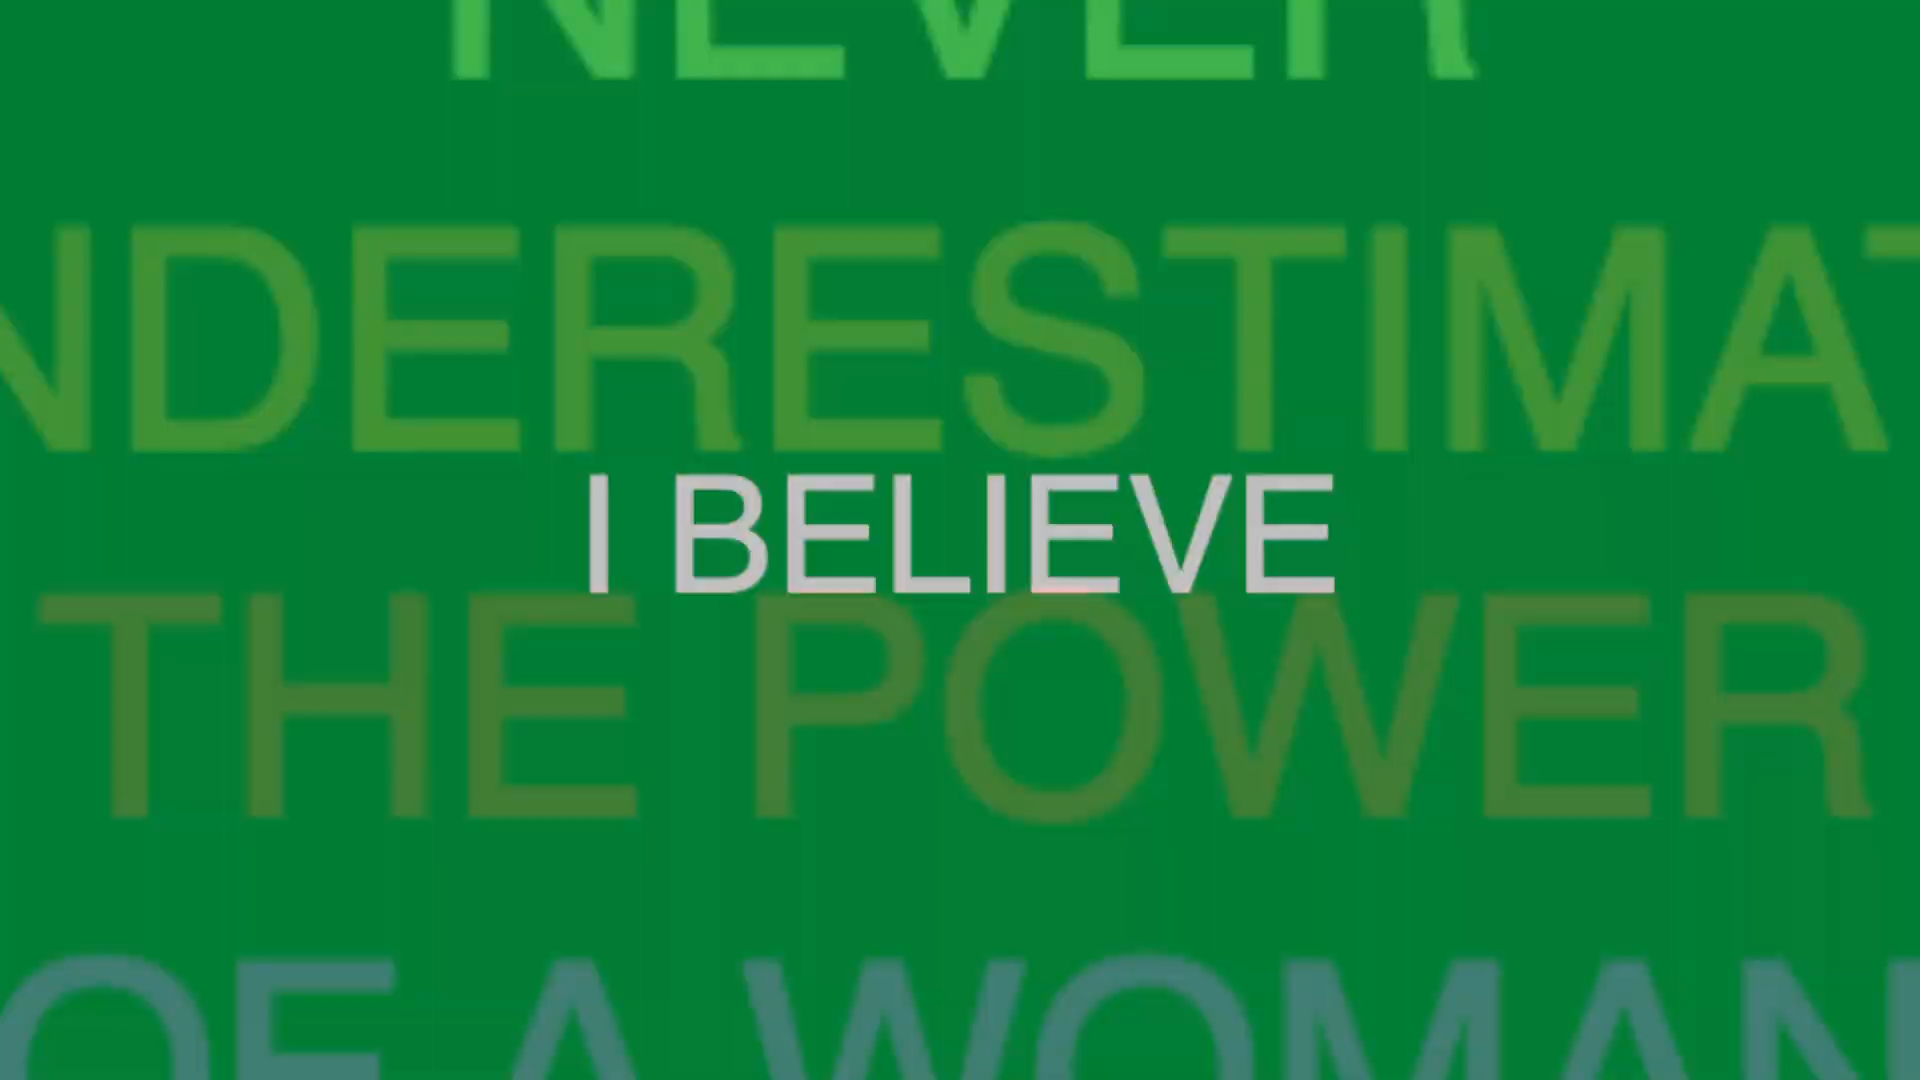 NEVER
NDERESTIMAT
I BELIEVE
THE POWER
OF A WOMAN